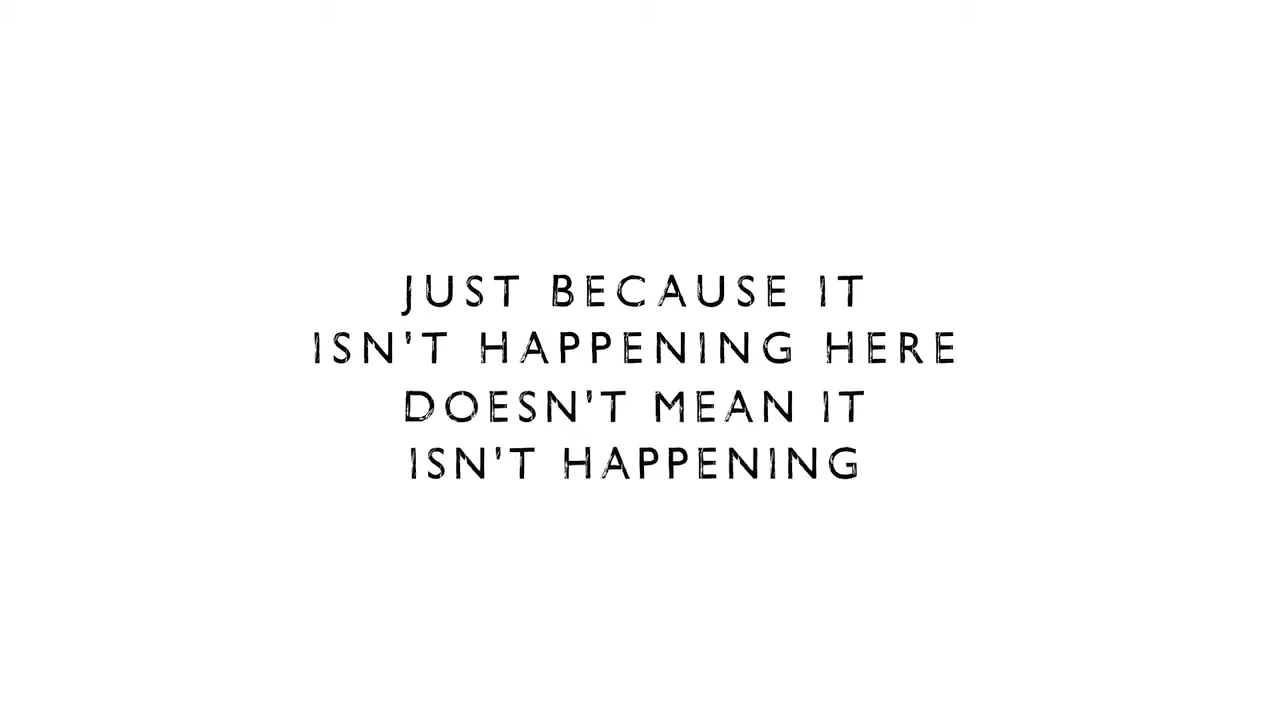 JUST BECAUSE IT
ISN'T HAPPENING HERE
DOESN'T MEAN IT
ISN'T HAPPENING